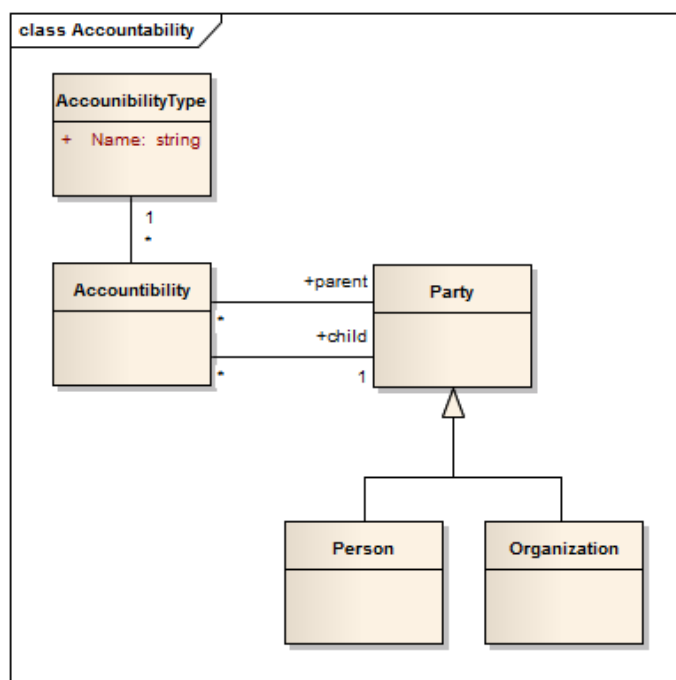 class Accountability
AccounibilityType
+ Name: string
1
*
Accountibility
+parent
*
+child
*
1
Party
Person
Organization